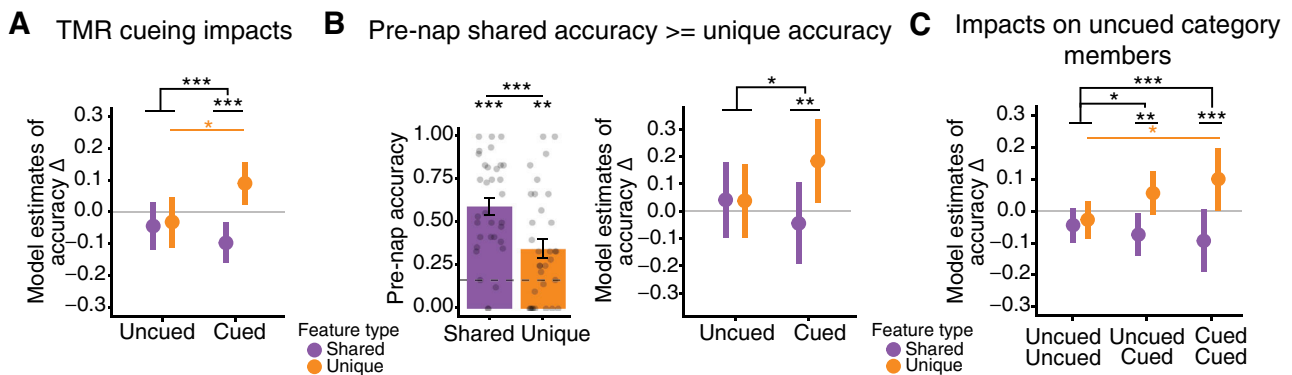 A TMR cueing impacts
Model estimates of
accuracy Δ
0.3
0.2
0.1
0.0
−0.1
−0.2
−0.3
***
***
*
Uncued Cued
Feature type
Shared
Unique
B Pre-nap shared accuracy >= unique accuracy
Pre-nap accuracy
1.00
0.75
0.50
0.25
0.00
***
*** **
Shared Unique
Model estimates of
accuracy Δ
0.3
0.2
0.1
0.0
−0.1
−0.2
−0.3
*
**
Uncued Cued
Feature type
Shared
Unique
C Impacts on uncued category
members
Model estimates of
accuracy Δ
0.3
0.2
0.1
0.0
−0.1
−0.2
−0.3
***
*
** ***
*
Uncued Uncued Cued
Uncued Cued Cued